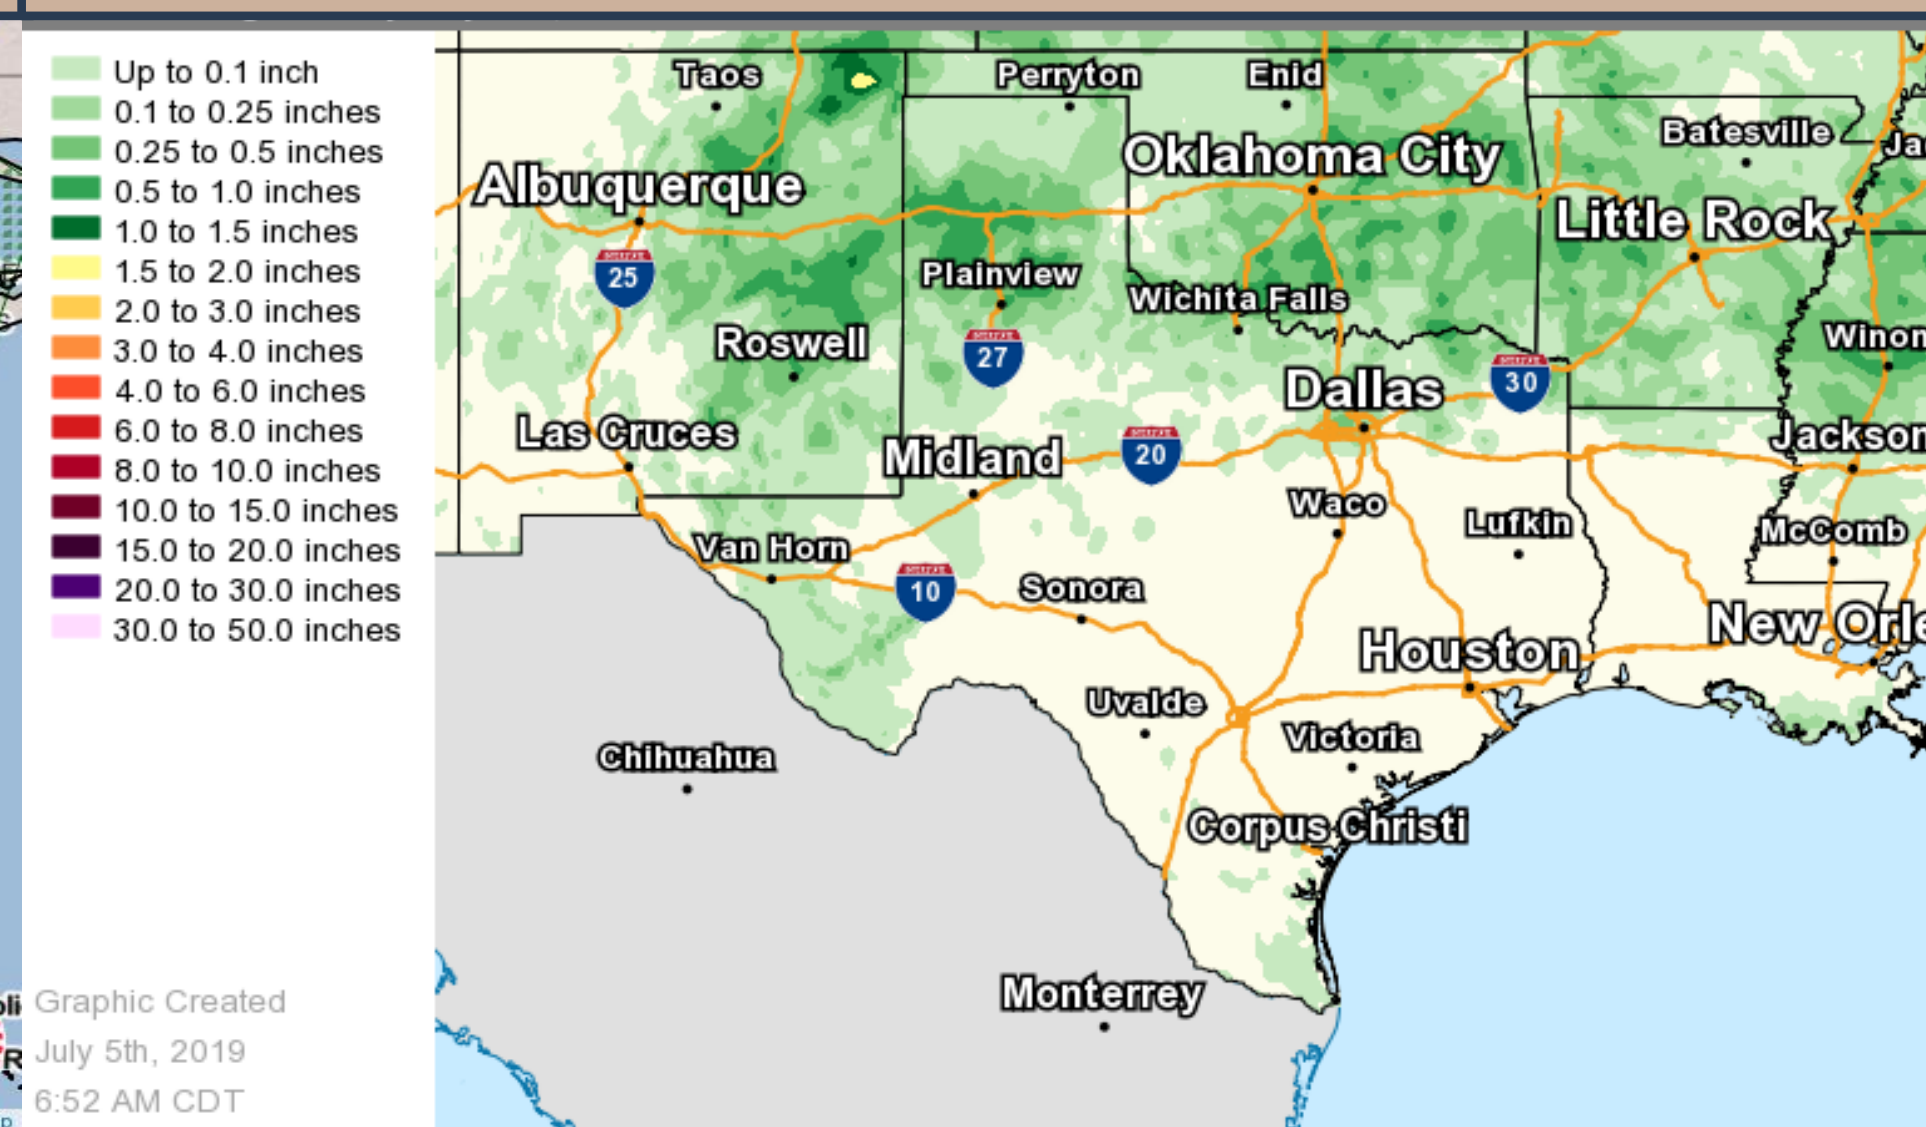 Up to 0.1 inch
0.1 to 0.25 inches
0.25 to 0.5 inches
0.5 to 1.0 inches
1.0 to 1.5 inches
1.5 to 2.0 inches
2.0 to 3.0 inches
3.0 to 4.0 inches
4.0 to 6.0 inches
6.0 to 8.0 inches
8.0 to 10.0 inches
10.0 to 15.0 inches
15.0 to 20.0 inches
20.0 to 30.0 inches
30.0 to 50.0 inches
Graphic Created
July 5th, 2019
6:52 AM CDT
Taos
Perryton
Enid
Batesville
Ja
Oklahoma City
Albuquerque
Little Rock
25
Plainview
Wichita Falls
Roswell
27
Winon
Dallas
30
Las Cruces
Midland
20
Jackson
Waco
Lufkin
McComb
Van Horn
10
Sonora
New Orle
Houston
Uvalde
Victoria
Chihuahua
Corpus Christi
Monterrey